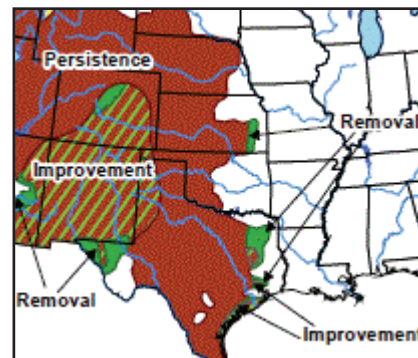 Persistence
Removal
Improvement
Removal
Improvement